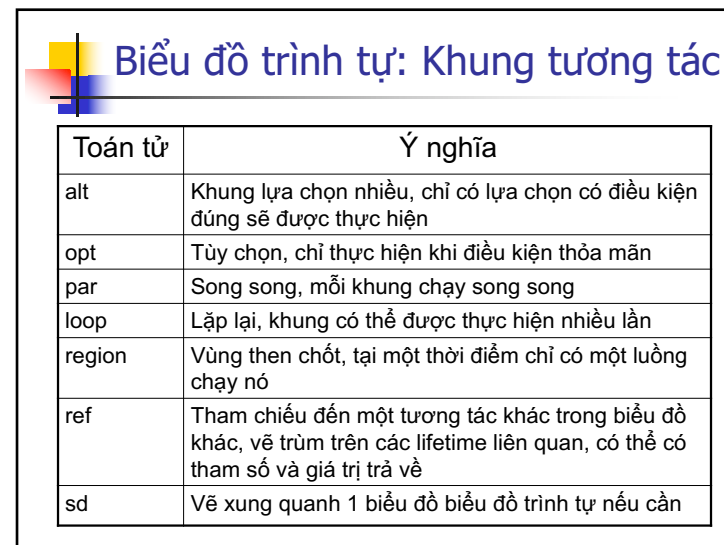 Biểu đồ trình tự: Khung tương tác
Toán tử Ý nghĩa
alt Khung lựa chọn nhiều, chỉ có lựa chọn có điều kiện
đúng sẽ được thực hiện
opt Tùy chọn, chỉ thực hiện khi điều kiện thỏa mãn
par Song song, mỗi khung chạy song song
loop Lặp lại, khung có thể được thực hiện nhiều lần
region Vùng then chốt, tại một thời điểm chỉ có một luồng
chạy nó
ref Tham chiếu đến một tương tác khác trong biểu đồ
khác, vẽ trùm trên các lifetime liên quan, có thể có
tham số và giá trị trả về
sd Vẽ xung quanh 1 biểu đồ biểu đồ trình tự nếu cần